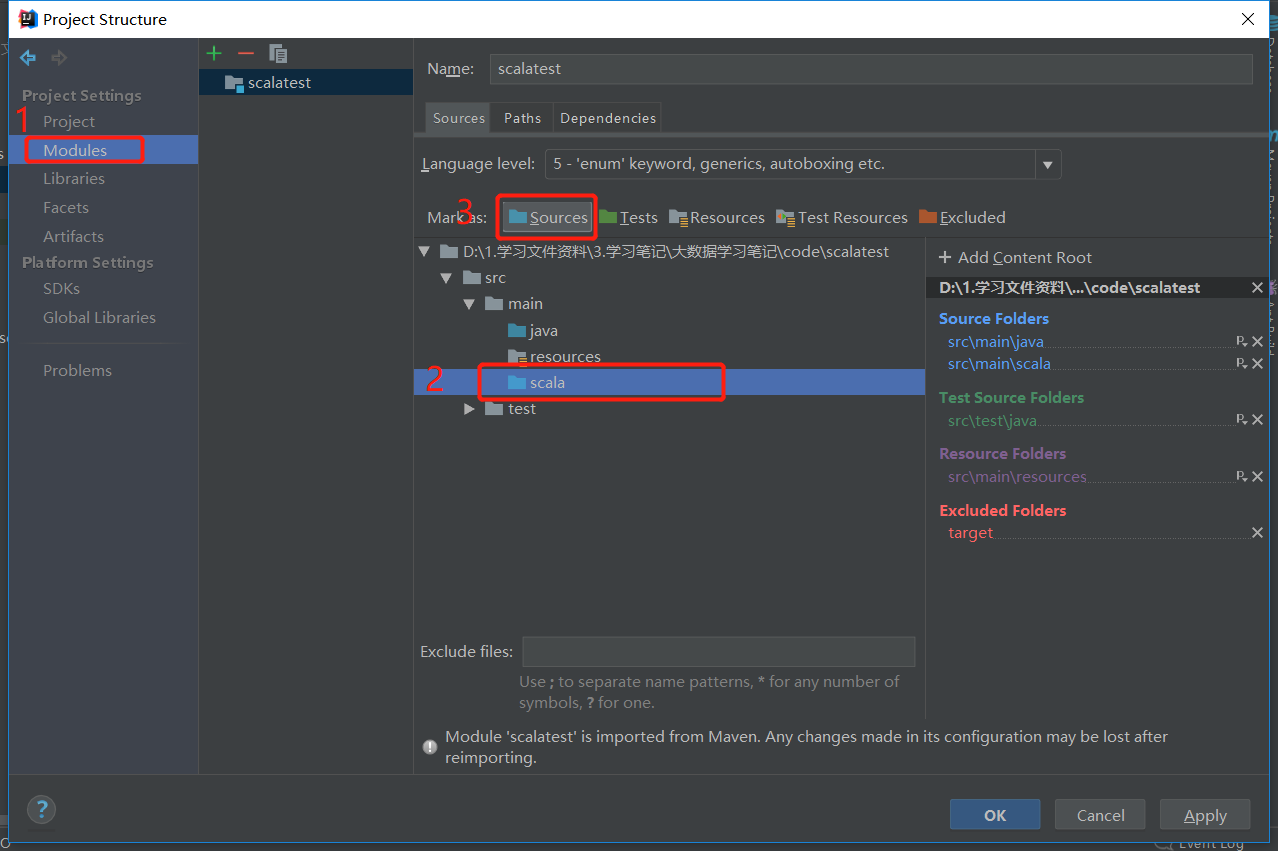 Project Structure
Project Settings
1
Project
Modules
Libraries
Facets
Artifacts
Platform Settings
SDKs
Global Libraries
Problems
scalatest
Name: scalatest
Sources Paths Dependencies
Language level: 5 - 'enum' keyword, generics, autoboxing etc.
Mark as: 3 Sources Tests Resources Test Resources Excluded
D:\1.学习文件资料\3.学习笔记\大数据学习笔记\code\scalatest
src
main
java
resources
2 scala
test
+ Add Content Root
D:\1.学习文件资料\...\code\scalatest
Source Folders
src\main\java
src\main\scala
Test Source Folders
src\test\java
Resource Folders
src\main\resources
Excluded Folders
target
Exclude files:
Use ; to separate name patterns, * for any number of
symbols, ? for one.
Module 'scalatest' is imported from Maven. Any changes made in its configuration may be lost after
reimporting.
?
OK Cancel Apply
Event Log